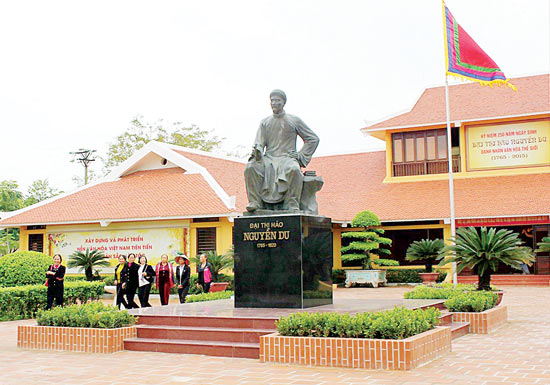 KỶ NIỆM 250 NĂM NGÀY SINH
ĐẠI THI HÀO NGUYỄN DU
DANH NHÂN VĂN HÓA THẾ GIỚI
(1765 - 2015)
XÂY DỰNG VÀ PHÁT TRIỂN
NỀN VĂN HÓA VIỆT NAM TIÊN TIẾN
ĐẠI THI HÀO
NGUYỄN DU
1765 - 1820